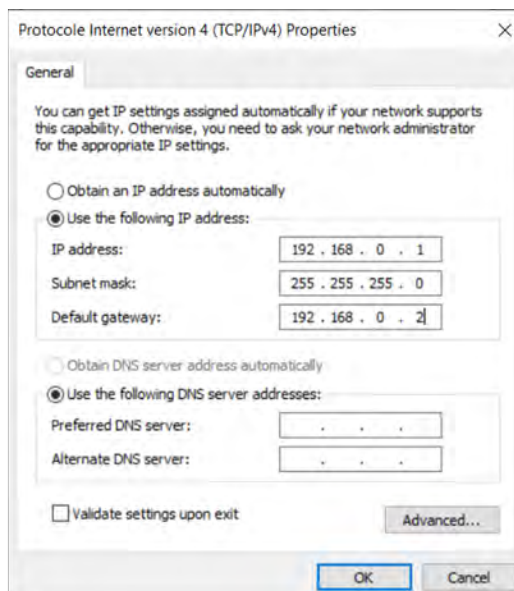 Protocole Internet version 4 (TCP/IPv4) Properties
General
You can get IP settings assigned automatically if your network supports
this capability. Otherwise, you need to ask your network administrator
for the appropriate IP settings.
Obtain an IP address automatically
Use the following IP address:
IP address: 192 . 168 . 0 . 1
Subnet mask: 255 . 255 . 255 . 0
Default gateway: 192 . 168 . 0 . 2
Obtain DNS server address automatically
Use the following DNS server addresses:
Preferred DNS server: . . .
Alternate DNS server: . . .
Validate settings upon exit
Advanced...
OK Cancel